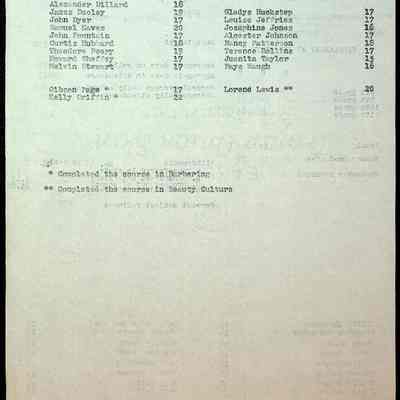 Alexander Dillard 18
James Dooley 19 Gladys Huckstep 17
John Dyer 17 Louise Jeffries 17
Samuel Eaves 20 Josephine Jones 16
John Fountain 17 Alcester Johnson 17
Curtis Hubbard 18 Nancy Patterson 18
Theodore Peery 19 Terence Rollins 17
Howard Sheffey 17 Juanita Taylor 15
Melvin Stewart 17 Faye Waugh 16
Gibson Page * 17 Lorene Lewis ** 20
Kelly Griffin * 22
* Completed the course in Barbering
** Completed the course in Beauty Culture